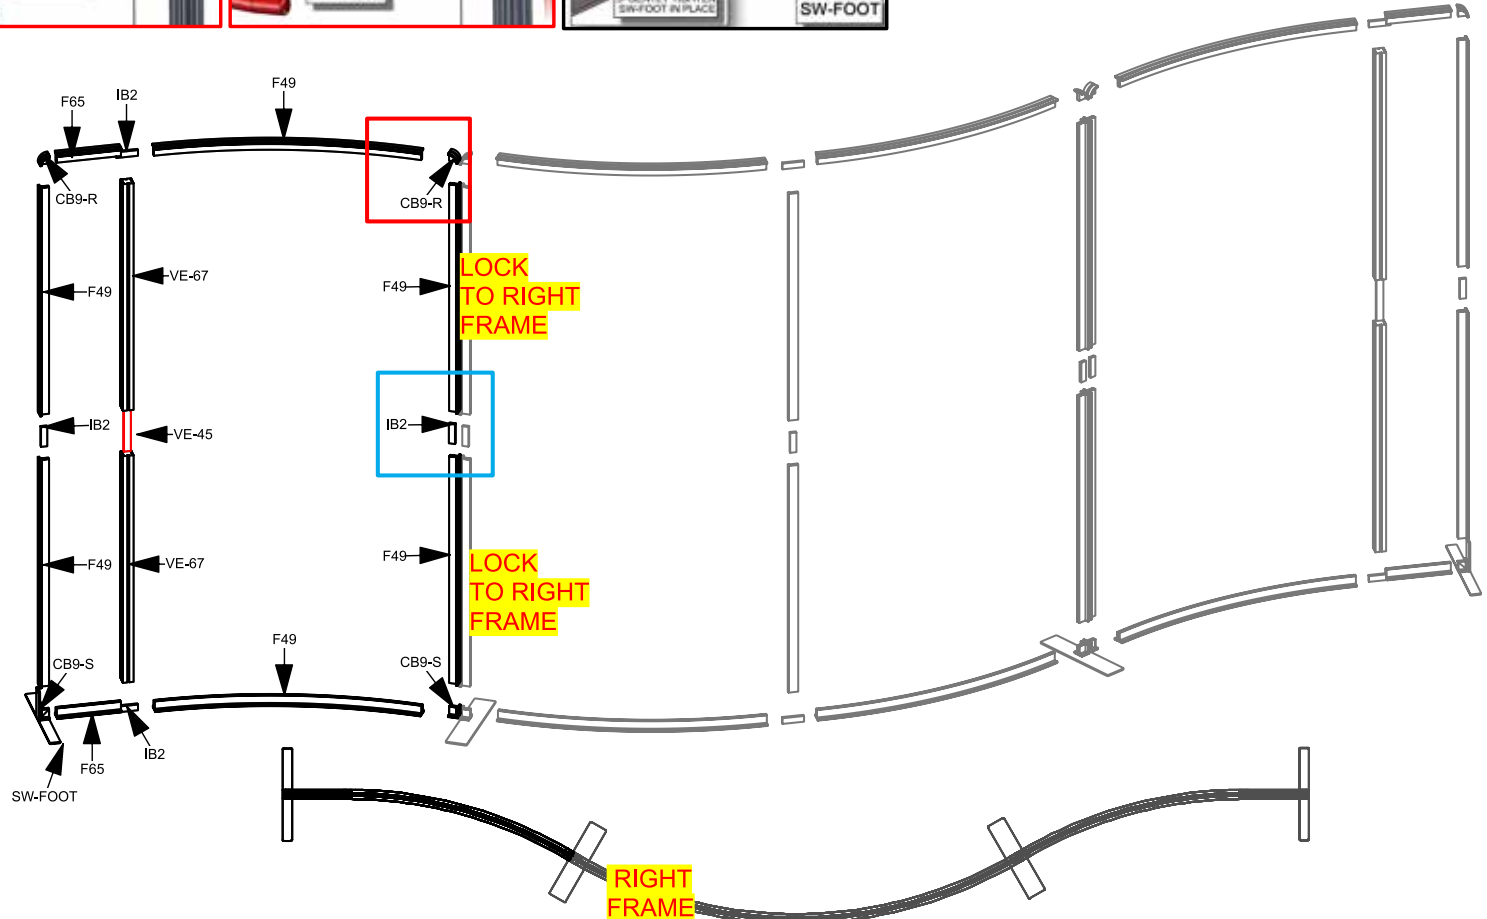 SW-FOOT IN PLACE
SW-FOOT
F49
F65
IB2
CB9-R
CB9-R
VE-67
F49
F49
LOCK
TO RIGHT
FRAME
IB2
VE-45
IB2
F49
VE-67
F49
LOCK
TO RIGHT
FRAME
F49
CB9-S
CB9-S
IB2
F65
SW-FOOT
RIGHT
FRAME